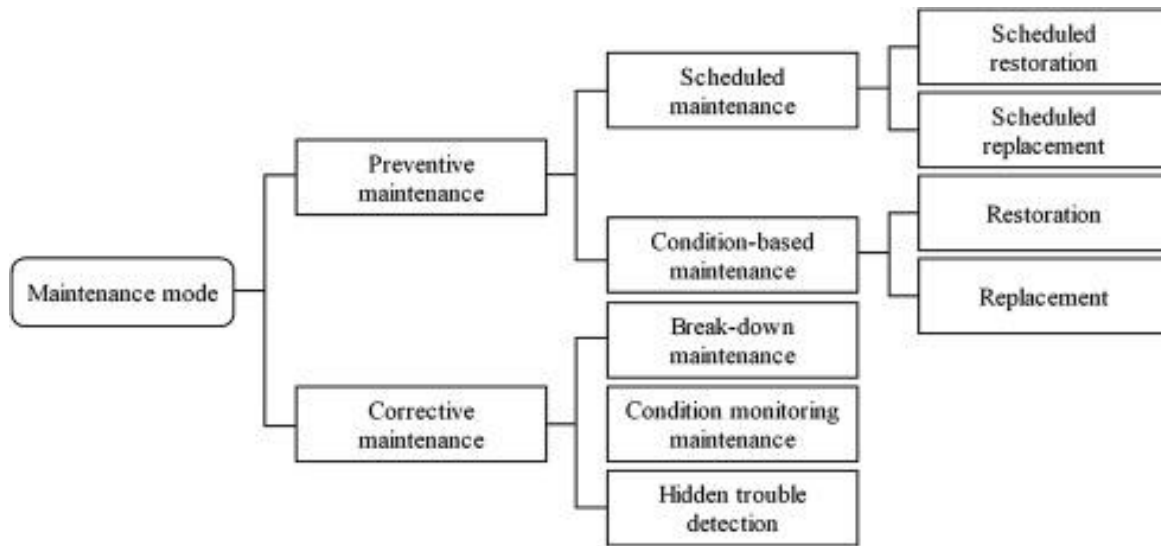 Maintenance mode
Preventive
maintenance
Corrective
maintenance
Scheduled
maintenance
Condition-based
maintenance
Break-down
maintenance
Condition monitoring
maintenance
Hidden trouble
detection
Scheduled
restoration
Scheduled
replacement
Restoration
Replacement